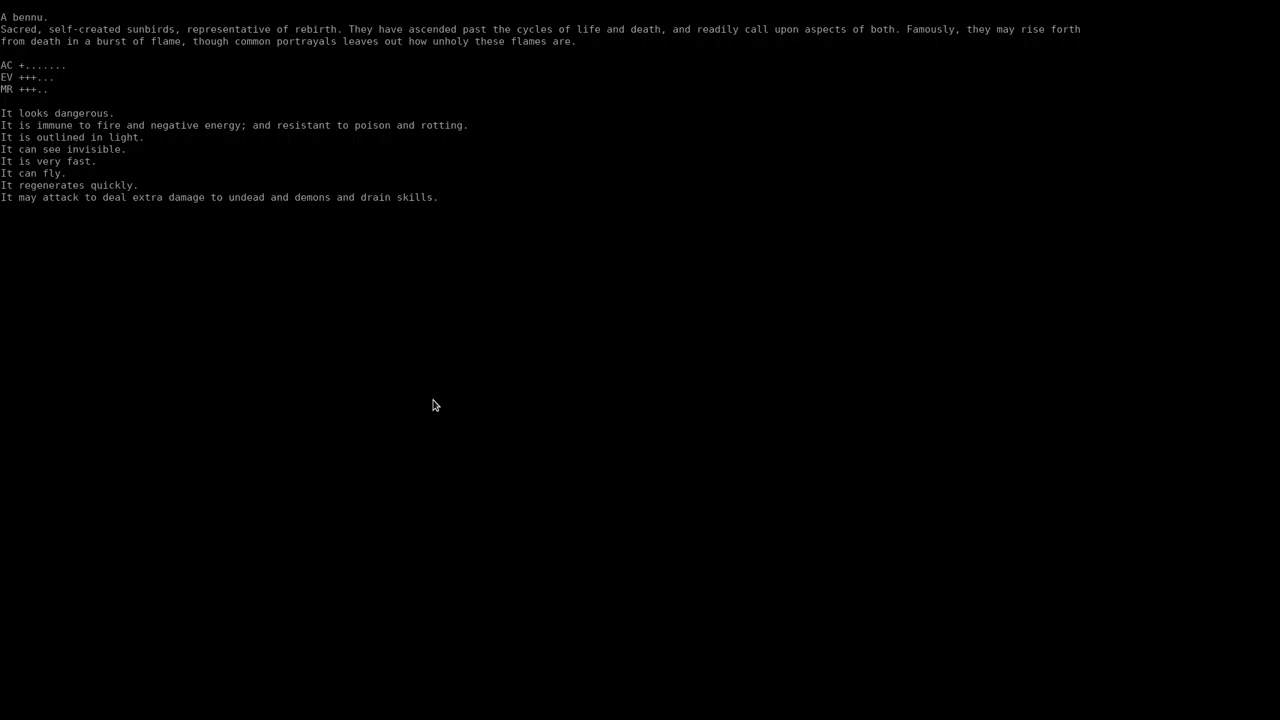 A bennu.
Sacred, self-created sunbirds, representative of rebirth. They have ascended past the cycles of life and death, and readily call upon aspects of both. Famously, they may rise forth
from death in a burst of flame, though common portrayals leaves out how unholy these flames are.
AC +.......
EV +++...
MR +++..
It looks dangerous.
It is immune to fire and negative energy; and resistant to poison and rotting.
It is outlined in light.
It can see invisible.
It is very fast.
It can fly.
It regenerates quickly.
It may attack to deal extra damage to undead and demons and drain skills.